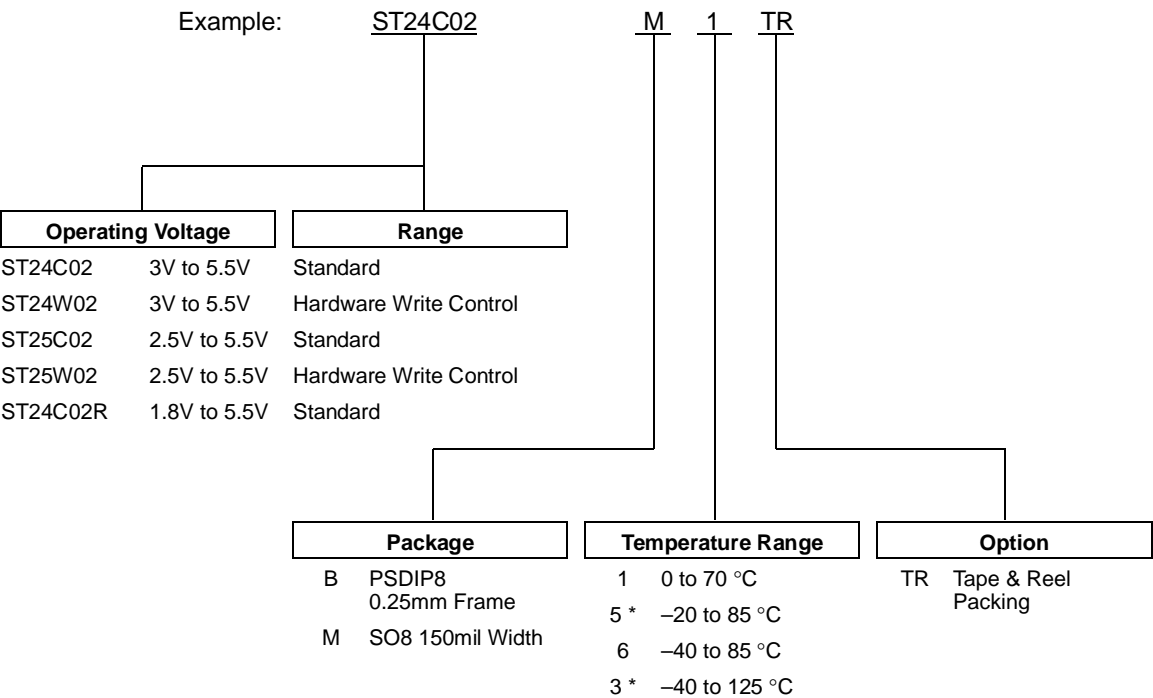 Example: ST24C02 M 1 TR
Operating Voltage Range
ST24C02 3V to 5.5V Standard
ST24W02 3V to 5.5V Hardware Write Control
ST25C02 2.5V to 5.5V Standard
ST25W02 2.5V to 5.5V Hardware Write Control
ST24C02R 1.8V to 5.5V Standard
Package
B PSDIP8
0.25mm Frame
M SO8 150mil Width
Temperature Range
1 0 to 70 °C
5 * –20 to 85 °C
6 –40 to 85 °C
3 * –40 to 125 °C
Option
TR Tape & Reel
Packing